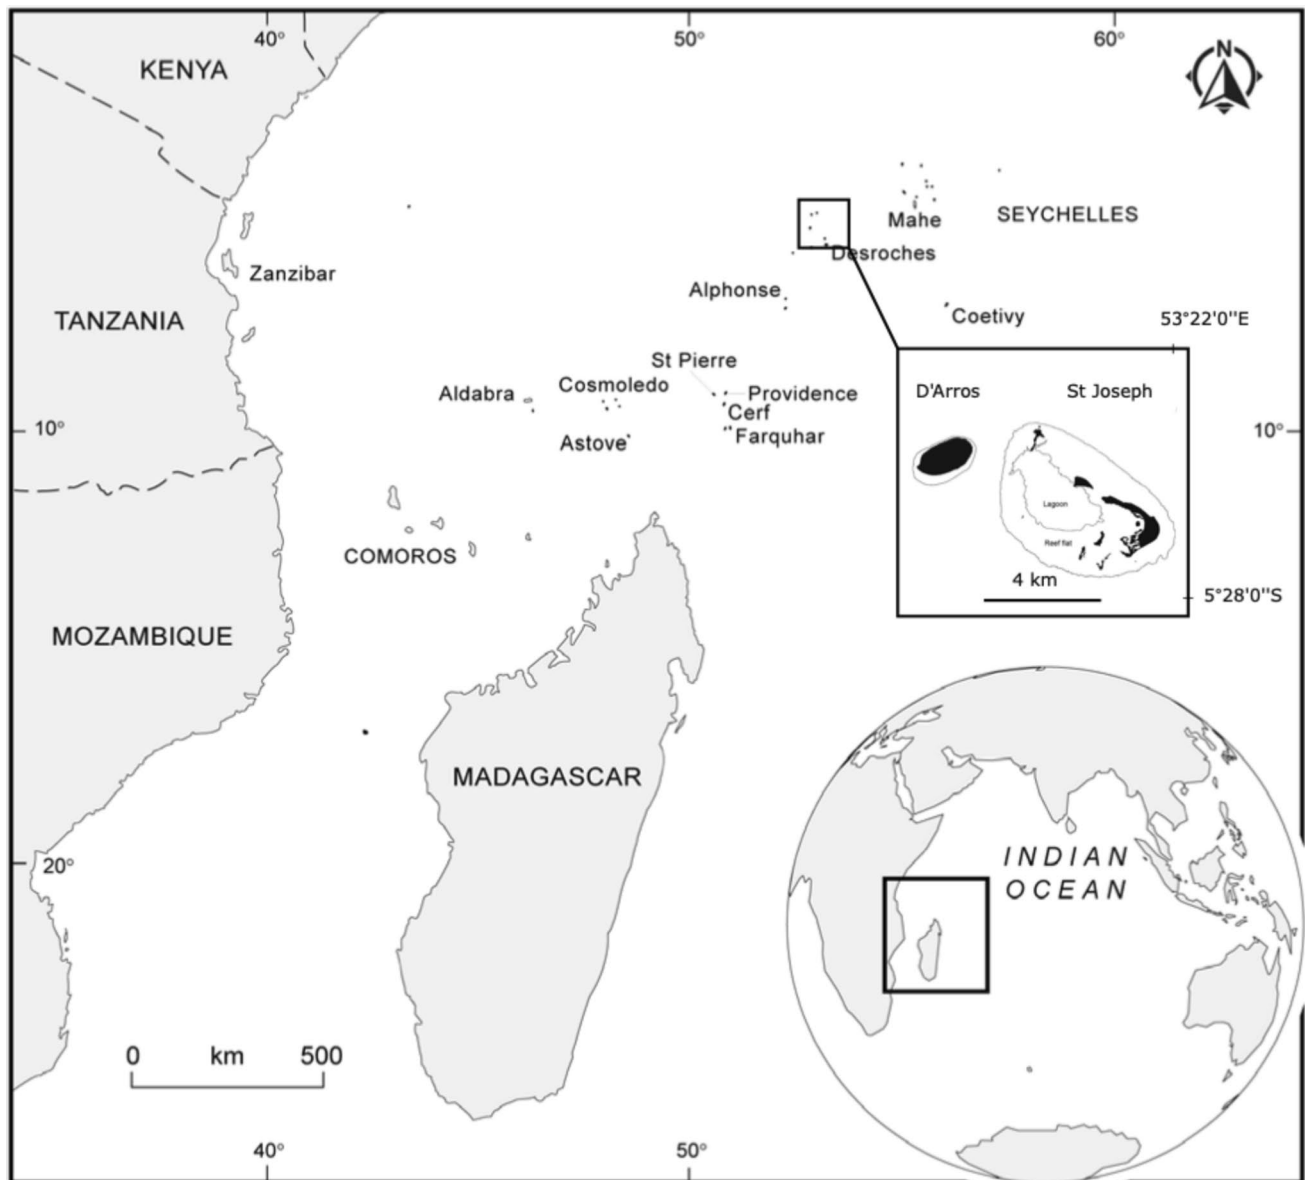 40°
50°
60°
N
KENYA
Mahe
SEYCHELLES
Desroches
Zanzibar
Alphonse
TANZANIA
Coetivy
53°22'0''E
St Pierre
Aldabra
Cosmoledo
Providence
Cerf
Astove
Farquhar
D'Arros
St Joseph
10°
10°
Lagoon
Reef flat
COMOROS
4 km
5°28'0''S
MOZAMBIQUE
MADAGASCAR
20°
INDIAN
OCEAN
0 km 500
40°
50°